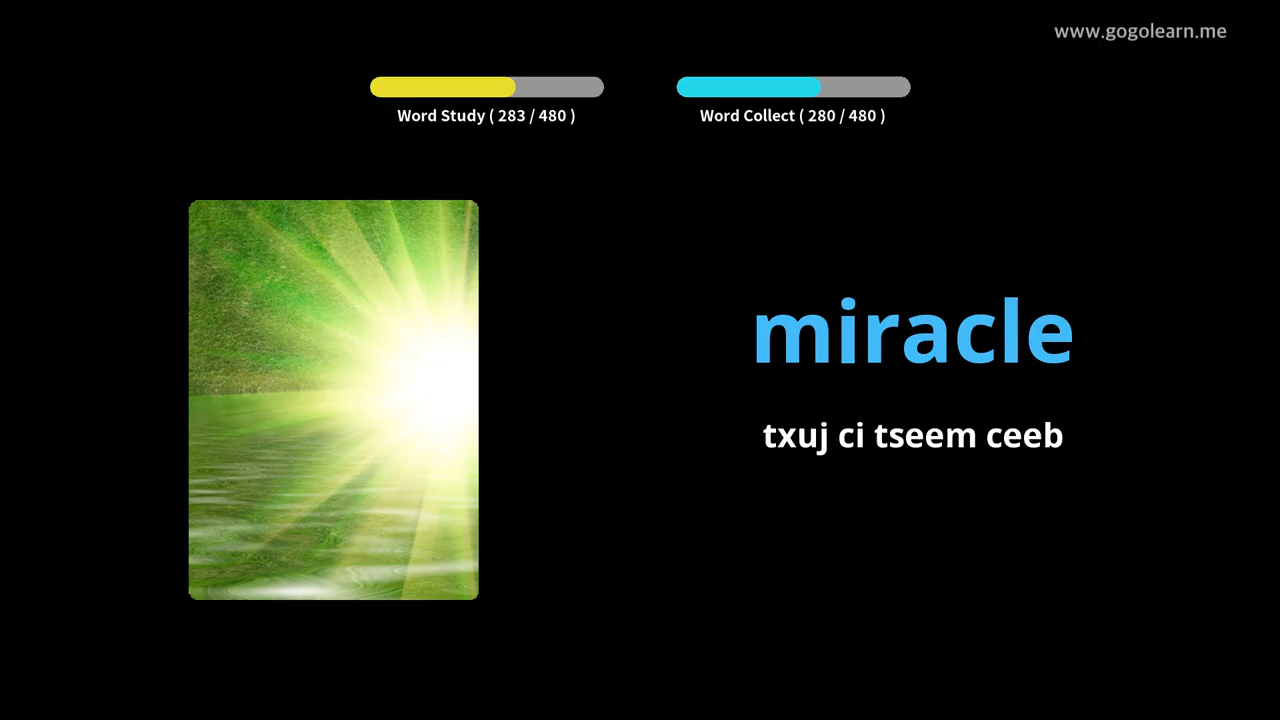 www.gogolearn.me
Word Study ( 283 / 480 )
Word Collect ( 280 / 480 )
miracle
txuj ci tseem ceeb